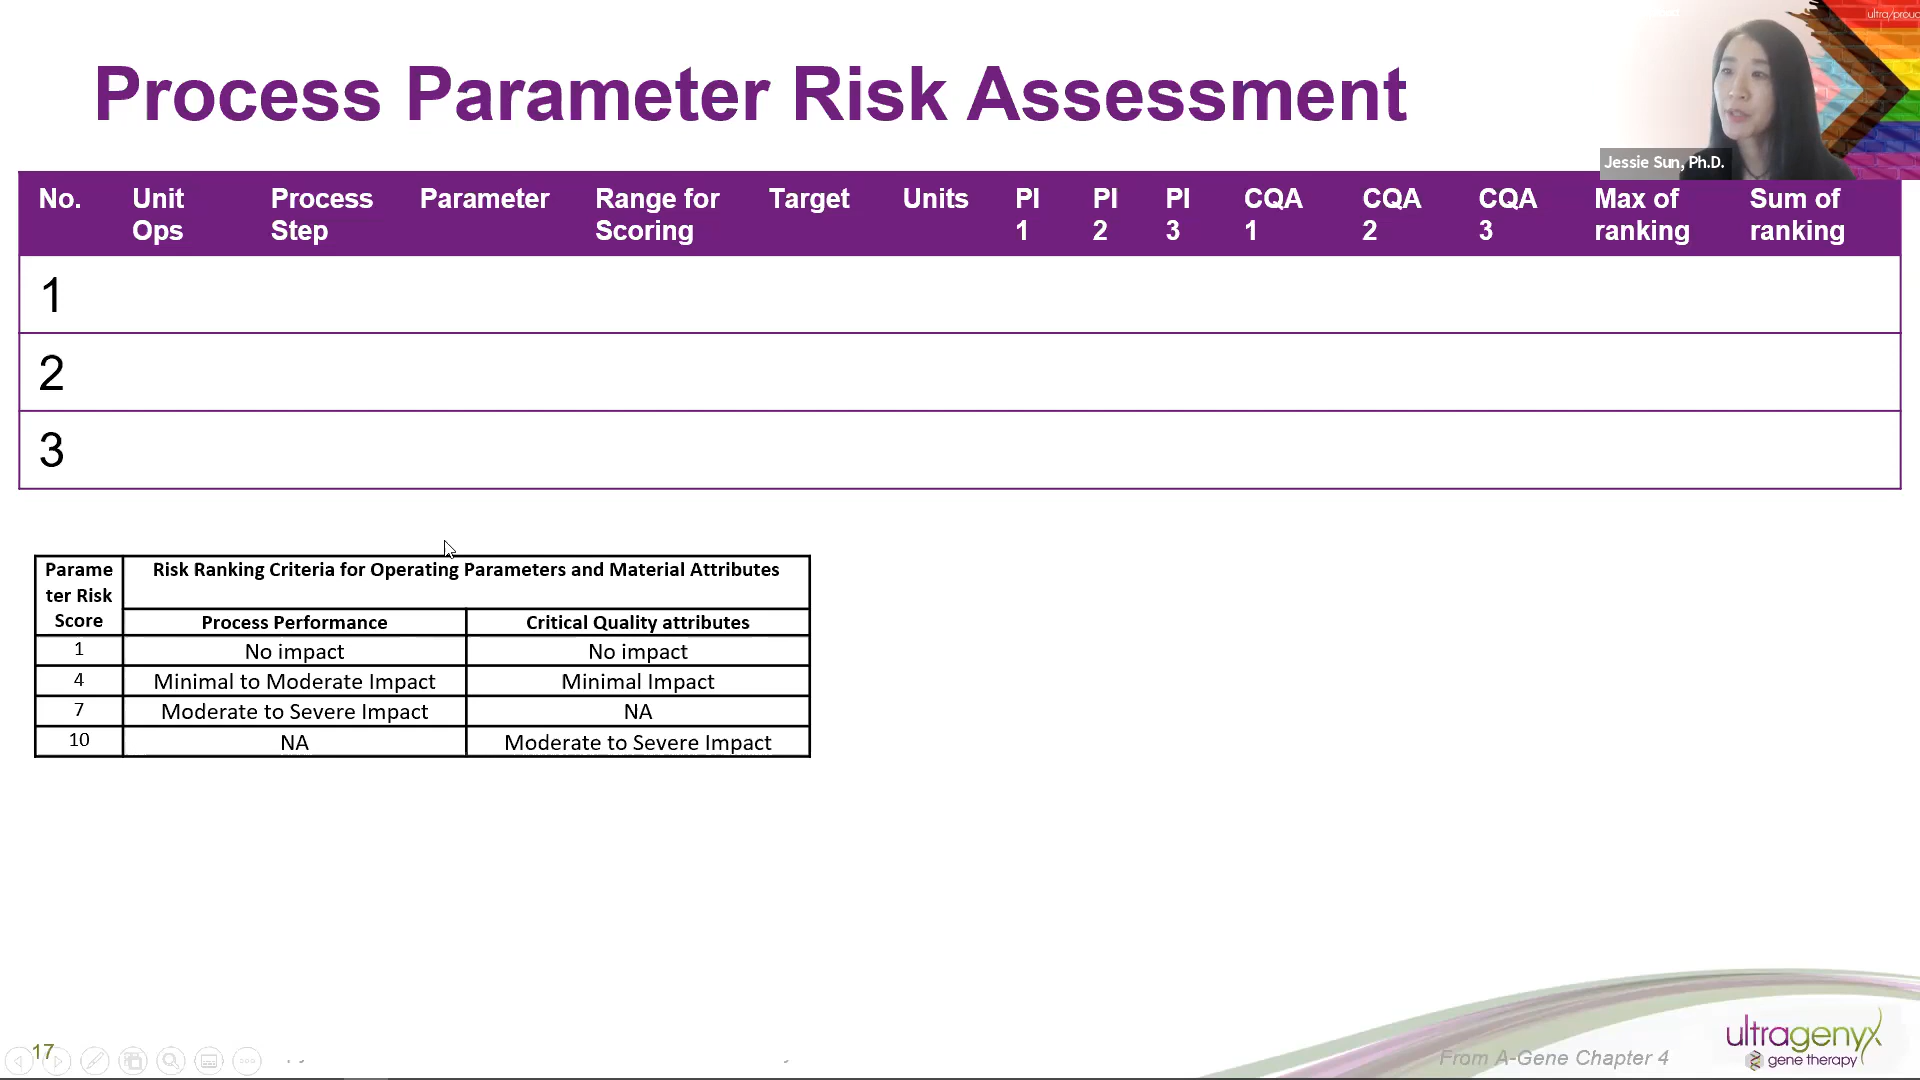 ultra/proud
Process Parameter Risk Assessment
Jessie Sun, Ph.D.
No. Unit Ops Process Step Parameter Range for Scoring Target Units PI 1 PI 2 PI 3 CQA 1 CQA 2 CQA 3 Max of ranking Sum of ranking
1
2
3
Parame ter Risk Score Risk Ranking Criteria for Operating Parameters and Material Attributes
Process Performance Critical Quality attributes
1 No impact No impact
4 Minimal to Moderate Impact Minimal Impact
7 Moderate to Severe Impact NA
10 NA Moderate to Severe Impact
17
From A-Gene Chapter 4
ultragenyx
gene therapy